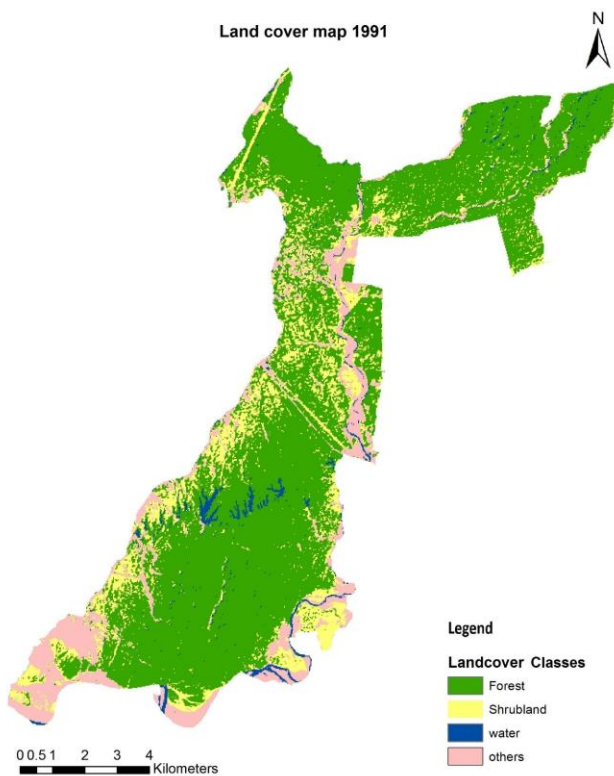 Land cover map 1991
N
Legend
Landcover Classes
Forest
Shrubland
water
others
0 0.5 1 2 3 4
Kilometers